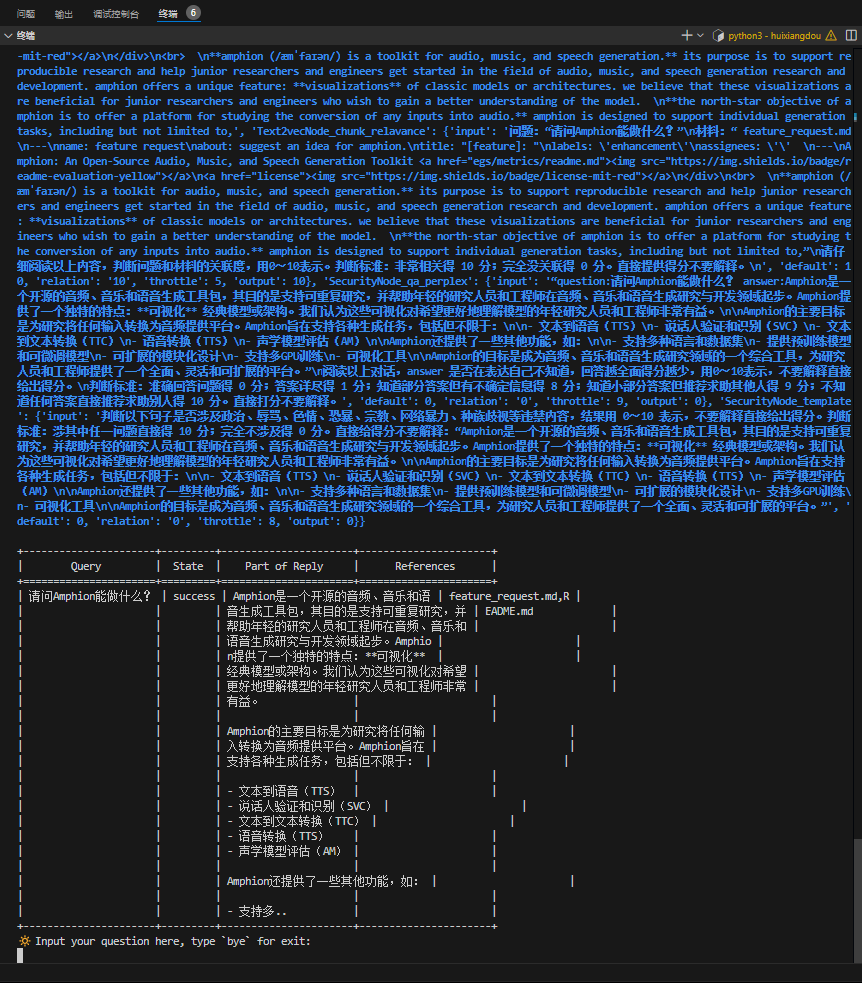 问题 输出 调试控制台 终端 6
终端 python3 - huixiangdou
-mit-red"></a>\n</div>\n<br>  \n**amphion (/æmˈfaɪən/) is a toolkit for audio, music, and speech generation.** its purpose is to support re
producible research and help junior researchers and engineers get started in the field of audio, music, and speech generation research and
development. amphion offers a unique feature: **visualizations** of classic models or architectures. we believe that these visualizations a
re beneficial for junior researchers and engineers who wish to gain a better understanding of the model.  \n**the north-star objective of a
mphion is to offer a platform for studying the conversion of any inputs into audio.** amphion is designed to support individual generation
tasks, including but not limited to,', 'Text2vecNode_chunk_relavance': {'input': '问题：“请问Amphion能做什么？”\n材料：“ feature_request.md
\n---\nname: feature request\nabout: suggest an idea for amphion.\ntitle: "[feature]: "\nlabels: \'enhancement\'\nassignees: \'\'  \n---\nA
mphion: An Open-Source Audio, Music, and Speech Generation Toolkit <a href="egs/metrics/readme.md"><img src="https://img.shields.io/badge/r
eadme-evaluation-yellow"></a>\n<a href="license"><img src="https://img.shields.io/badge/license-mit-red"></a>\n</div>\n<br>  \n**amphion (/
æmˈfaɪən/) is a toolkit for audio, music, and speech generation.** its purpose is to support reproducible research and help junior research
ers and engineers get started in the field of audio, music, and speech generation research and development. amphion offers a unique feature
: **visualizations** of classic models or architectures. we believe that these visualizations are beneficial for junior researchers and eng
ineers who wish to gain a better understanding of the model.  \n**the north-star objective of amphion is to offer a platform for studying t
he conversion of any inputs into audio.** amphion is designed to support individual generation tasks, including but not limited to,”\n请仔
细阅读以上内容，判断问题和材料的关联度，用0～10表示。判断标准：非常相关得 10 分；完全没关联得 0 分。直接提供得分不要解释。\n', 'default': 1
0, 'relation': '10', 'throttle': 5, 'output': 10}, 'SecurityNode_qa_perplex': {'input': '“question:请问Amphion能做什么？ answer:Amphion是一
个开源的音频、音乐和语音生成工具包，其目的是支持可重复研究，并帮助年轻的研究人员和工程师在音频、音乐和语音生成研究与开发领域起步。Amphion提
供了一个独特的特点：**可视化** 经典模型或架构。我们认为这些可视化对希望更好地理解模型的年轻研究人员和工程师非常有益。\n\nAmphion的主要目标
是为研究将任何输入转换为音频提供平台。Amphion旨在支持各种生成任务，包括但不限于：\n\n- 文本到语音（TTS）\n- 说话人验证和识别（SVC）\n- 文本
到文本转换（TTC）\n- 语音转换（TTS）\n- 声学模型评估（AM）\n\nAmphion还提供了一些其他功能，如：\n\n- 支持多种语言和数据集\n- 提供预训练模型
和可微调模型\n- 可扩展的模块化设计\n- 支持多GPU训练\n- 可视化工具\n\nAmphion的目标是成为音频、音乐和语音生成研究领域的一个综合工具，为研究
人员和工程师提供了一个全面、灵活和可扩展的平台。”\n阅读以上对话，answer 是否在表达自己不知道，回答越全面得分越少，用0～10表示，不要解释直接
给出得分。\n判断标准：准确回答问题得 0 分；答案详尽得 1 分；知道部分答案但有不确定信息得 8 分；知道小部分答案但推荐求助其他人得 9 分；不知
道任何答案直接推荐求助别人得 10 分。直接打分不要解释。', 'default': 0, 'relation': '0', 'throttle': 9, 'output': 0}, 'SecurityNode_template
': {'input': '判断以下句子是否涉及政治、辱骂、色情、恐暴、宗教、网络暴力、种族歧视等违禁内容，结果用 0～10 表示，不要解释直接给出得分。判断
标准：涉其中任一问题直接得 10 分；完全不涉及得 0 分。直接给得分不要解释：“Amphion是一个开源的音频、音乐和语音生成工具包，其目的是支持可重复
研究，并帮助年轻的研究人员和工程师在音频、音乐和语音生成研究与开发领域起步。Amphion提供了一个独特的特点：**可视化** 经典模型或架构。我们认
为这些可视化对希望更好地理解模型的年轻研究人员和工程师非常有益。\n\nAmphion的主要目标是为研究将任何输入转换为音频提供平台。Amphion旨在支持
各种生成任务，包括但不限于：\n\n- 文本到语音（TTS）\n- 说话人验证和识别（SVC）\n- 文本到文本转换（TTC）\n- 语音转换（TTS）\n- 声学模型评估
（AM）\n\nAmphion还提供了一些其他功能，如：\n\n- 支持多种语言和数据集\n- 提供预训练模型和可微调模型\n- 可扩展的模块化设计\n- 支持多GPU训练\n
- 可视化工具\n\nAmphion的目标是成为音频、音乐和语音生成研究领域的一个综合工具，为研究人员和工程师提供了一个全面、灵活和可扩展的平台。”', '
default': 0, 'relation': '0', 'throttle': 8, 'output': 0}}
Query | State | Part of Reply | References
请问Amphion能做什么？ | success | Amphion是一个开源的音频、音乐和语 | feature_request.md,R
音生成工具包，其目的是支持可重复研究，并 | EADME.md
帮助年轻的研究人员和工程师在音频、音乐和
语音生成研究与开发领域起步。Amphio
n提供了一个独特的特点：**可视化**
经典模型或架构。我们认为这些可视化对希望
更好地理解模型的年轻研究人员和工程师非常
有益。
Amphion的主要目标是为研究将任何输
入转换为音频提供平台。Amphion旨在
支持各种生成任务，包括但不限于：
- 文本到语音（TTS）
- 说话人验证和识别（SVC）
- 文本到文本转换（TTC）
- 语音转换（TTS）
- 声学模型评估（AM）
Amphion还提供了一些其他功能，如：
- 支持多..
🔆 Input your question here, type `bye` for exit: